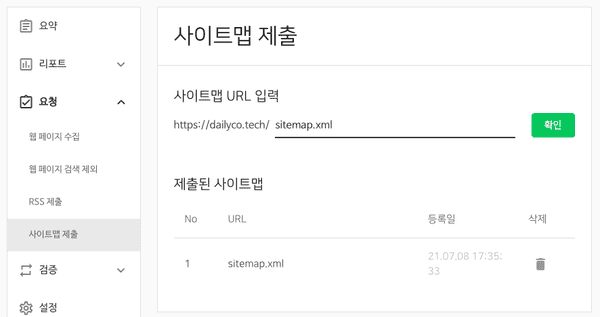 요약
리포트
요청
웹 페이지 수집
웹 페이지 검색 제외
RSS 제출
사이트맵 제출
검증
설정
사이트맵 제출
사이트맵 URL 입력
https://dailyco.tech/ sitemap.xml 확인
제출된 사이트맵
No URL 등록일 삭제
1 sitemap.xml 21.07.08 17:35:
33